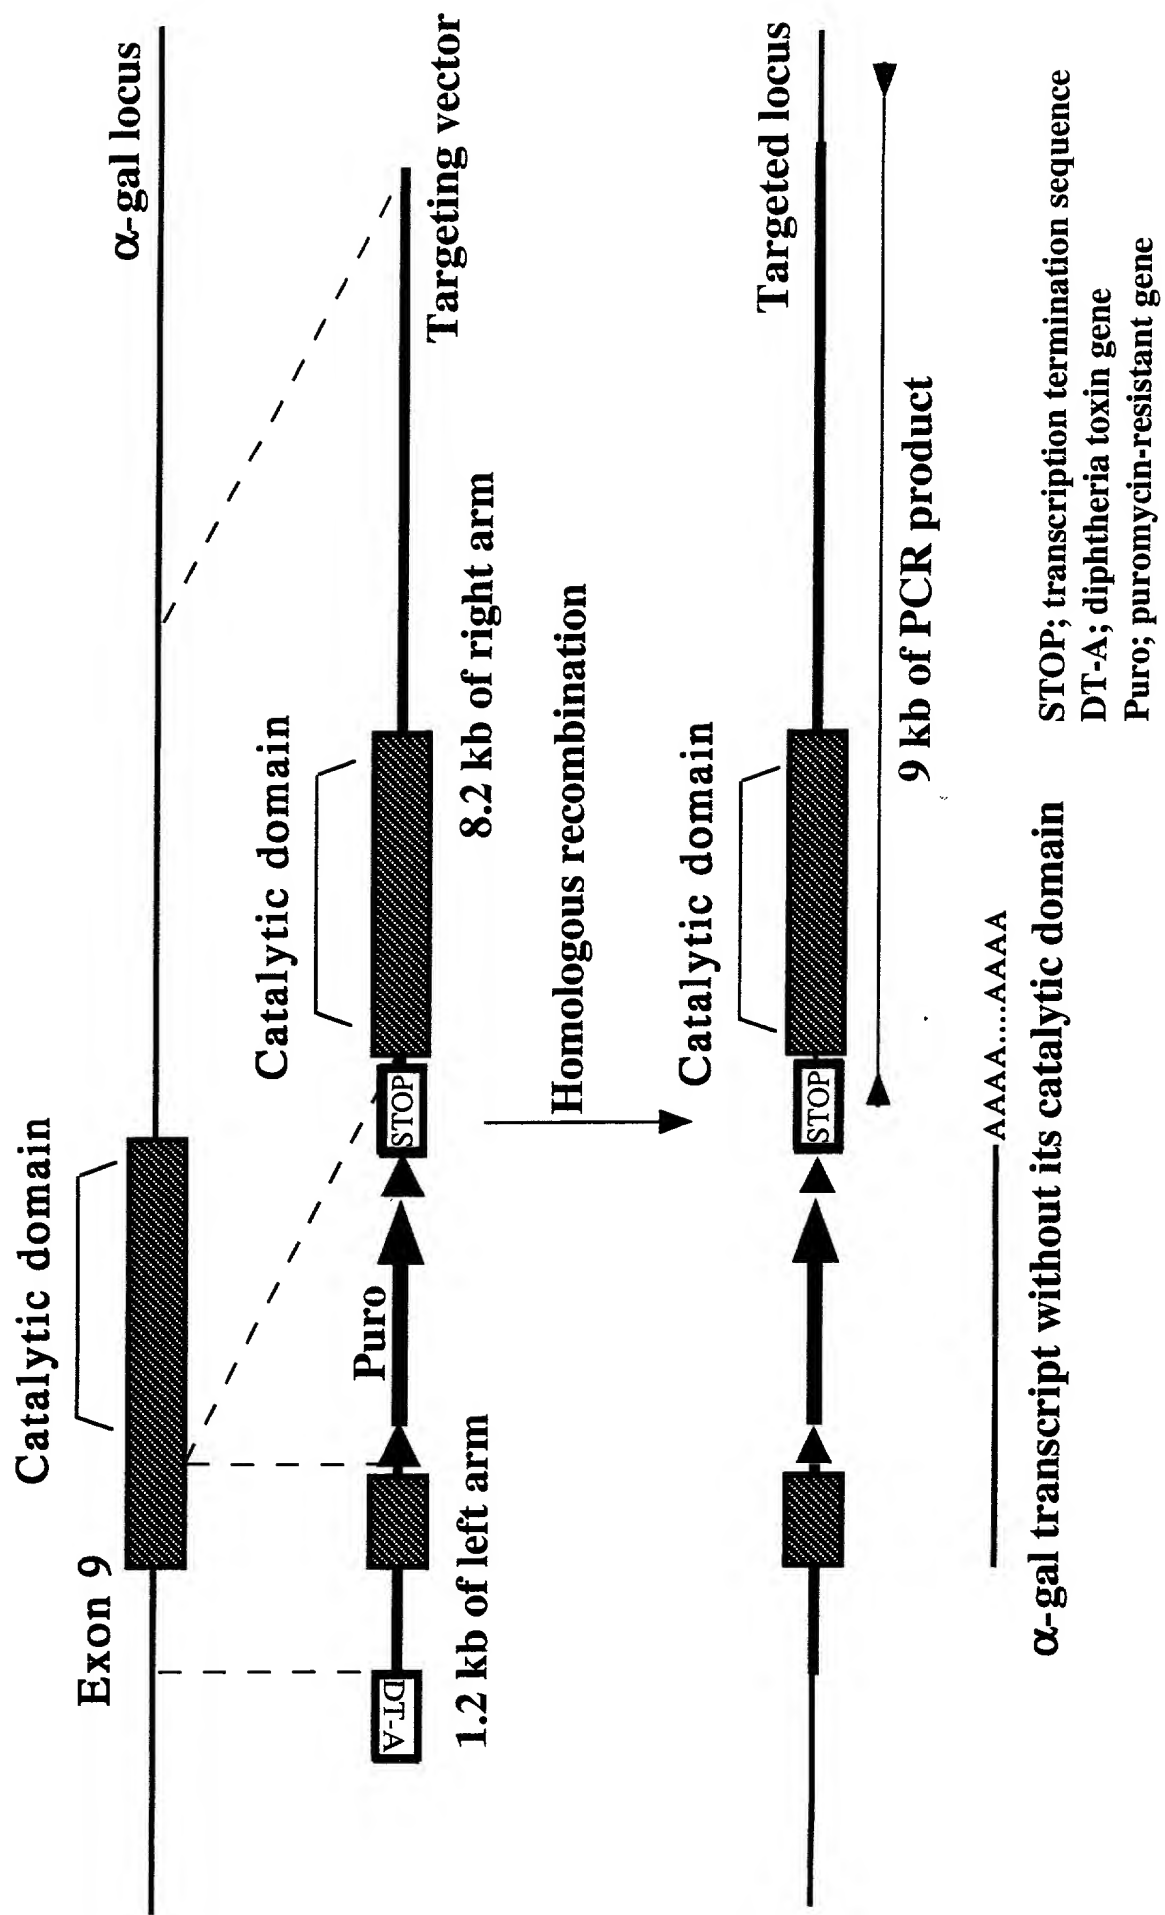 Catalytic domain
Exon 9
α-gal locus
Catalytic domain
Puro
DT-A
STOP
Targeting vector
1.2 kb of left arm
8.2 kb of right arm
Homologous recombination
Catalytic domain
Targeted locus
STOP
9 kb of PCR product
AAAA....AAAA
α-gal transcript without its catalytic domain
STOP; transcription termination sequence
DT-A; diphtheria toxin gene
Puro; puromycin-resistant gene